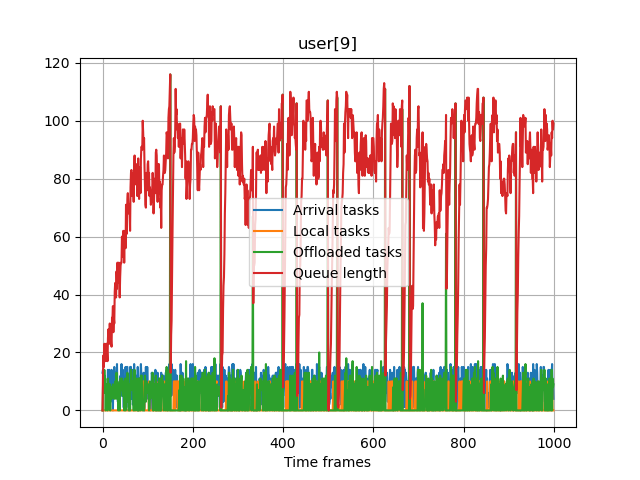 user[9]
120
100
80
60
40
20
0
Arrival tasks
Local tasks
Offloaded tasks
Queue length
0 200 400 600 800 1000
Time frames